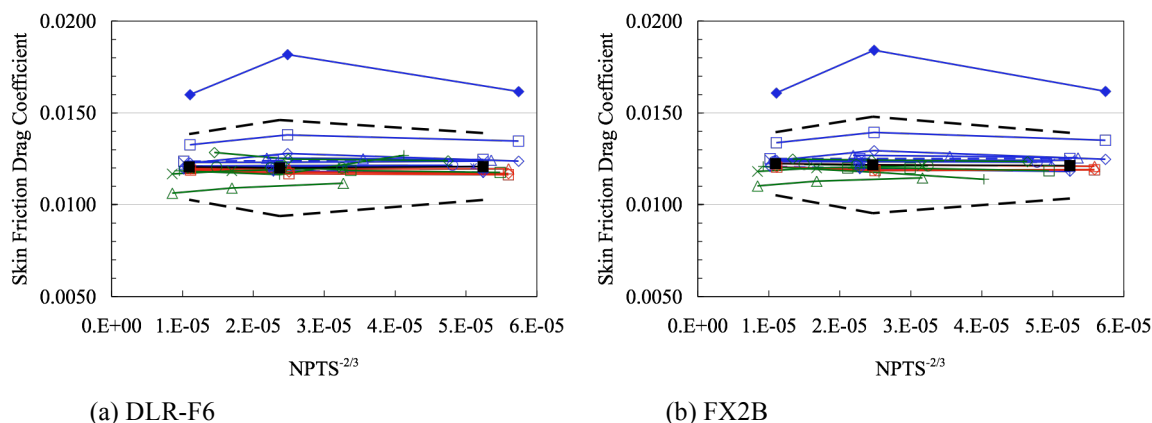 Skin Friction Drag Coefficient
0.0200
0.0150
0.0100
0.0050
0.E+00 1.E-05 2.E-05 3.E-05 4.E-05 5.E-05 6.E-05
NPTS-2/3
(a) DLR-F6
Skin Friction Drag Coefficient
0.0200
0.0150
0.0100
0.0050
0.E+00 1.E-05 2.E-05 3.E-05 4.E-05 5.E-05 6.E-05
NPTS-2/3
(b) FX2B